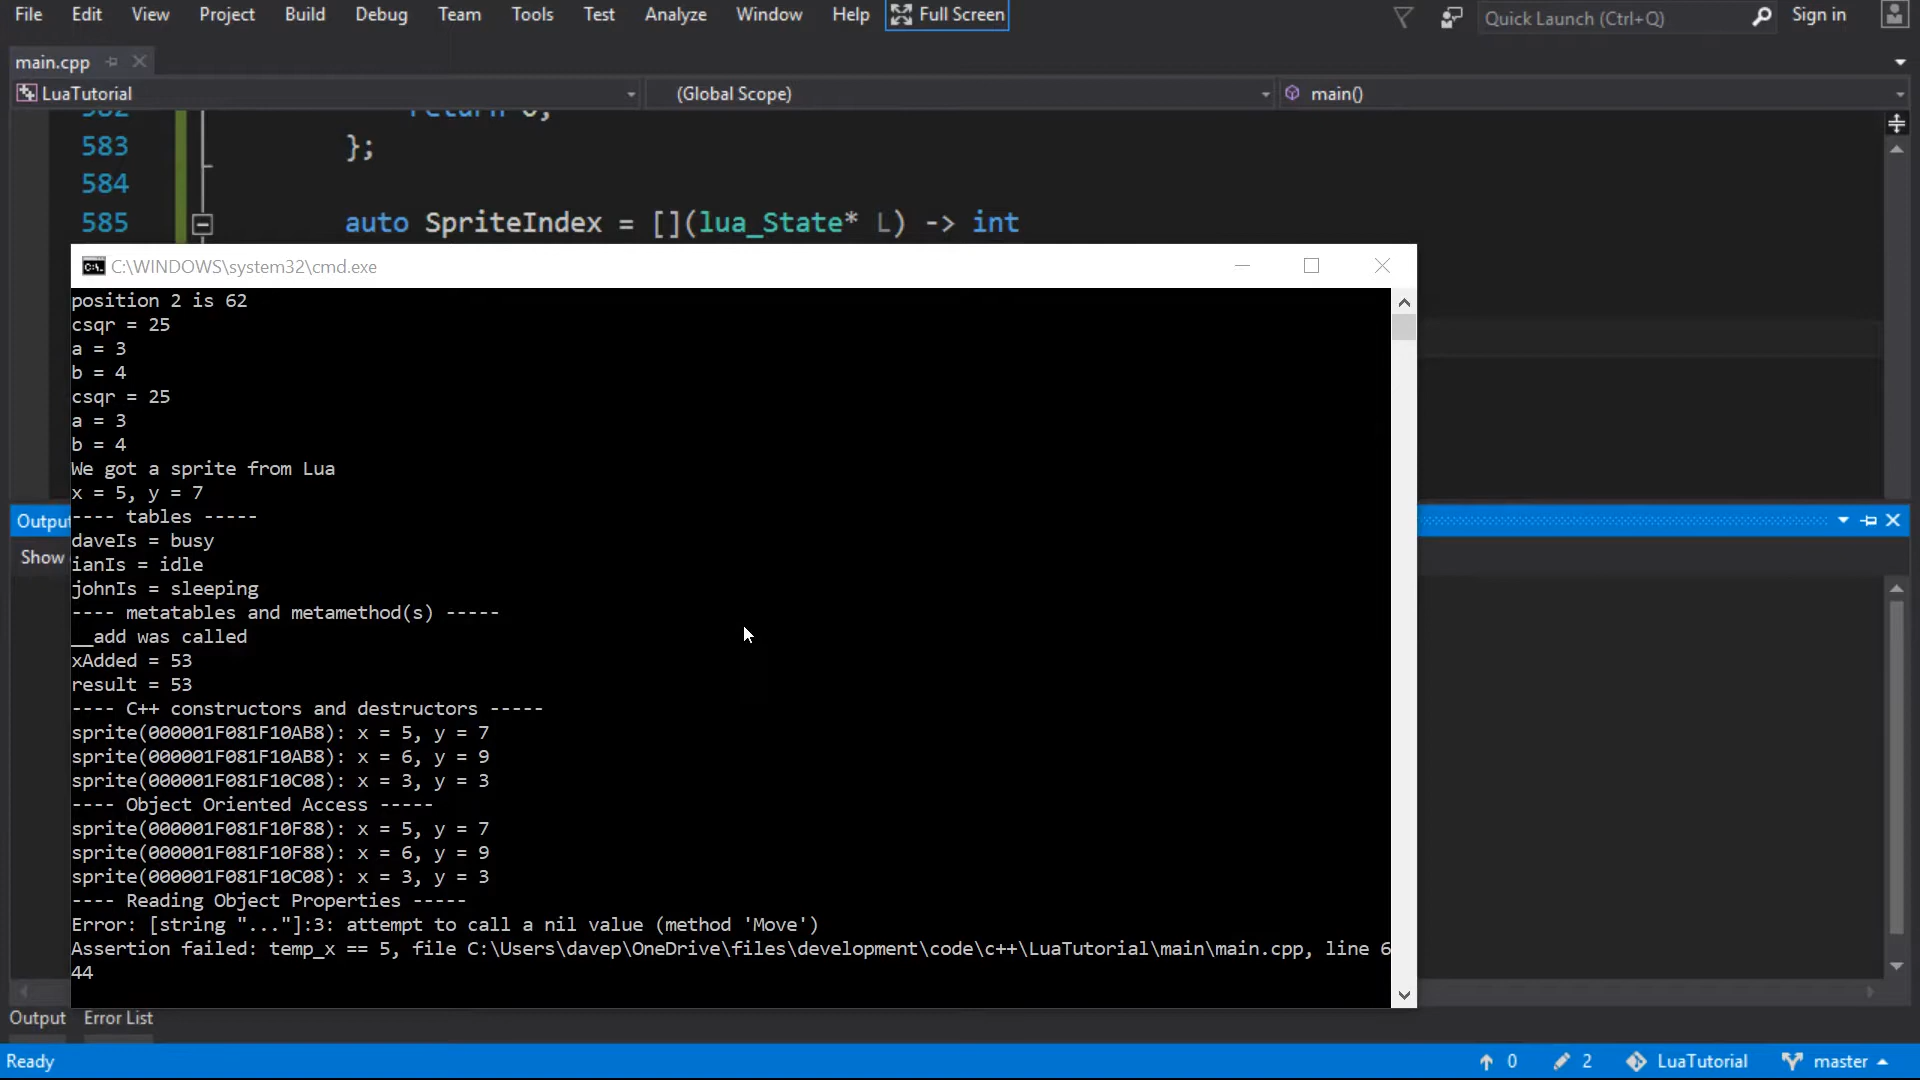 File Edit View Project Build Debug Team Tools Test Analyze Window Help Full Screen Quick Launch (Ctrl+Q) Sign in
main.cpp
LuaTutorial (Global Scope) main()
583 };
584
585 auto SpriteIndex = [](lua_State* L) -> int
C:\WINDOWS\system32\cmd.exe
position 2 is 62
csqr = 25
a = 3
b = 4
csqr = 25
a = 3
b = 4
We got a sprite from Lua
x = 5, y = 7
---- tables -----
daveIs = busy
ianIs = idle
johnIs = sleeping
---- metatables and metamethod(s) -----
__add was called
xAdded = 53
result = 53
---- C++ constructors and destructors -----
sprite(000001F081F10AB8): x = 5, y = 7
sprite(000001F081F10AB8): x = 6, y = 9
sprite(000001F081F10C08): x = 3, y = 3
---- Object Oriented Access -----
sprite(000001F081F10F88): x = 5, y = 7
sprite(000001F081F10F88): x = 6, y = 9
sprite(000001F081F10C08): x = 3, y = 3
---- Reading Object Properties -----
Error: [string "..."]:3: attempt to call a nil value (method 'Move')
Assertion failed: temp_x == 5, file C:\Users\davep\OneDrive\files\development\code\c++\LuaTutorial\main\main.cpp, line 6
44
Output
Show
Output Error List
Ready 0 2 LuaTutorial master